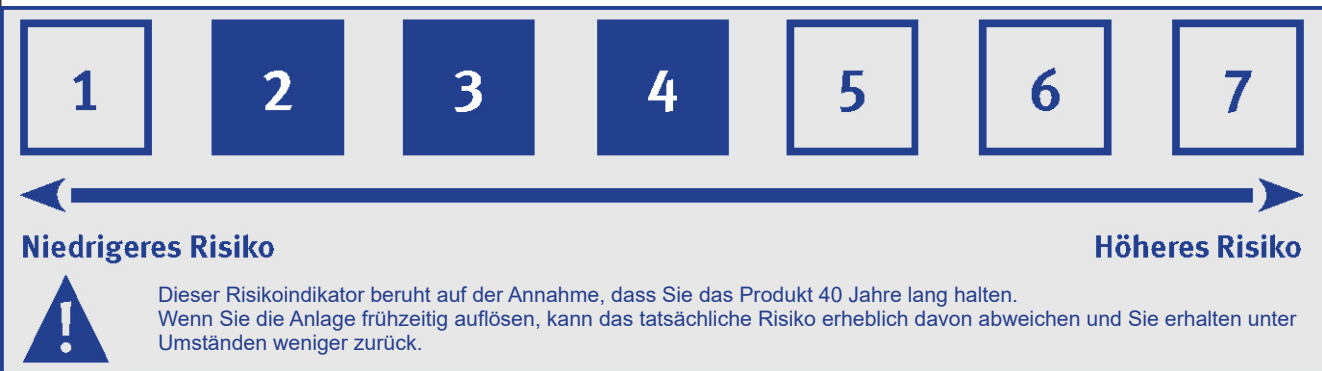 1 2 3 4 5 6 7
Niedrigeres Risiko Höheres Risiko
Dieser Risikoindikator beruht auf der Annahme, dass Sie das Produkt 40 Jahre lang halten.
Wenn Sie die Anlage frühzeitig auflösen, kann das tatsächliche Risiko erheblich davon abweichen und Sie erhalten unter
Umständen weniger zurück.